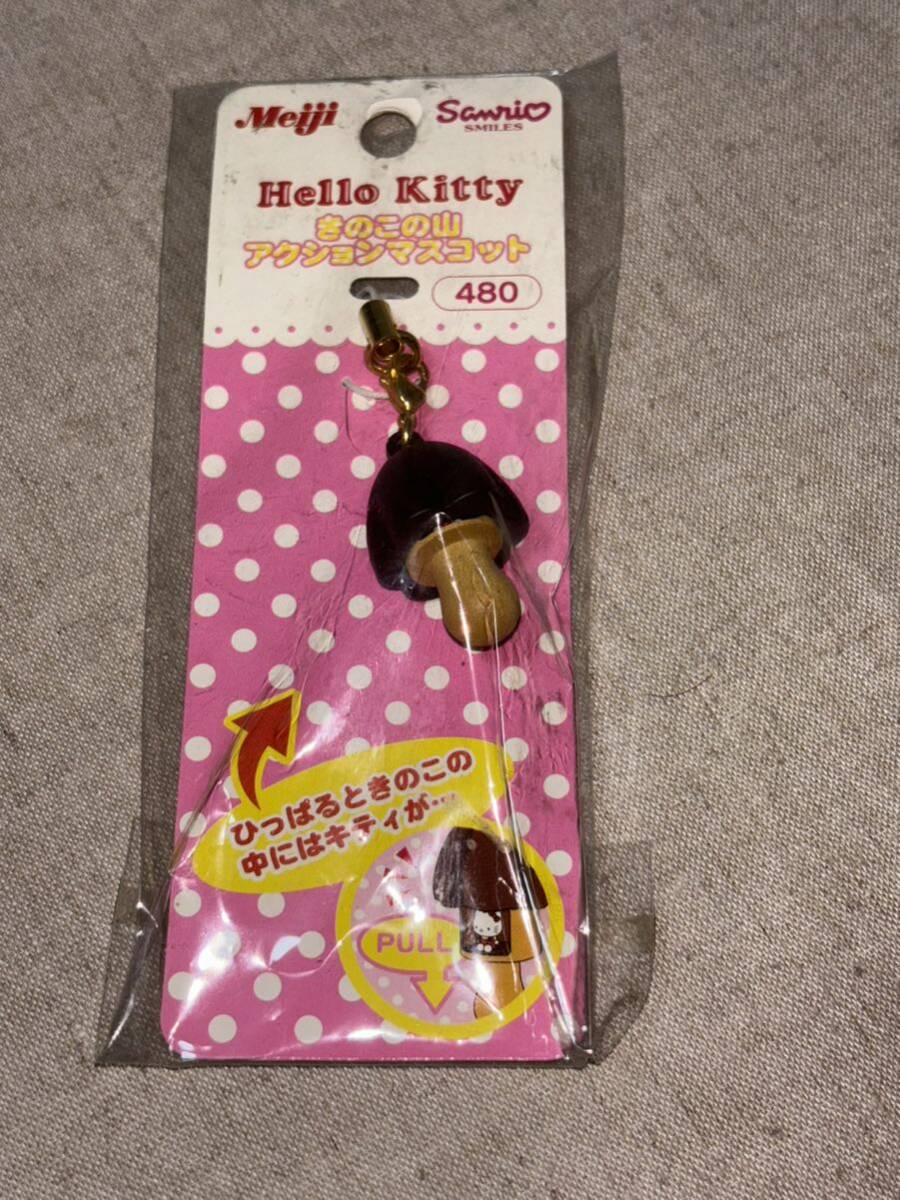 Meiji
Sanrio
SMILES
Hello Kitty
きのこの山
アクションマスコット
480
ひっぱるときのこの
中にはキティが…
PULL